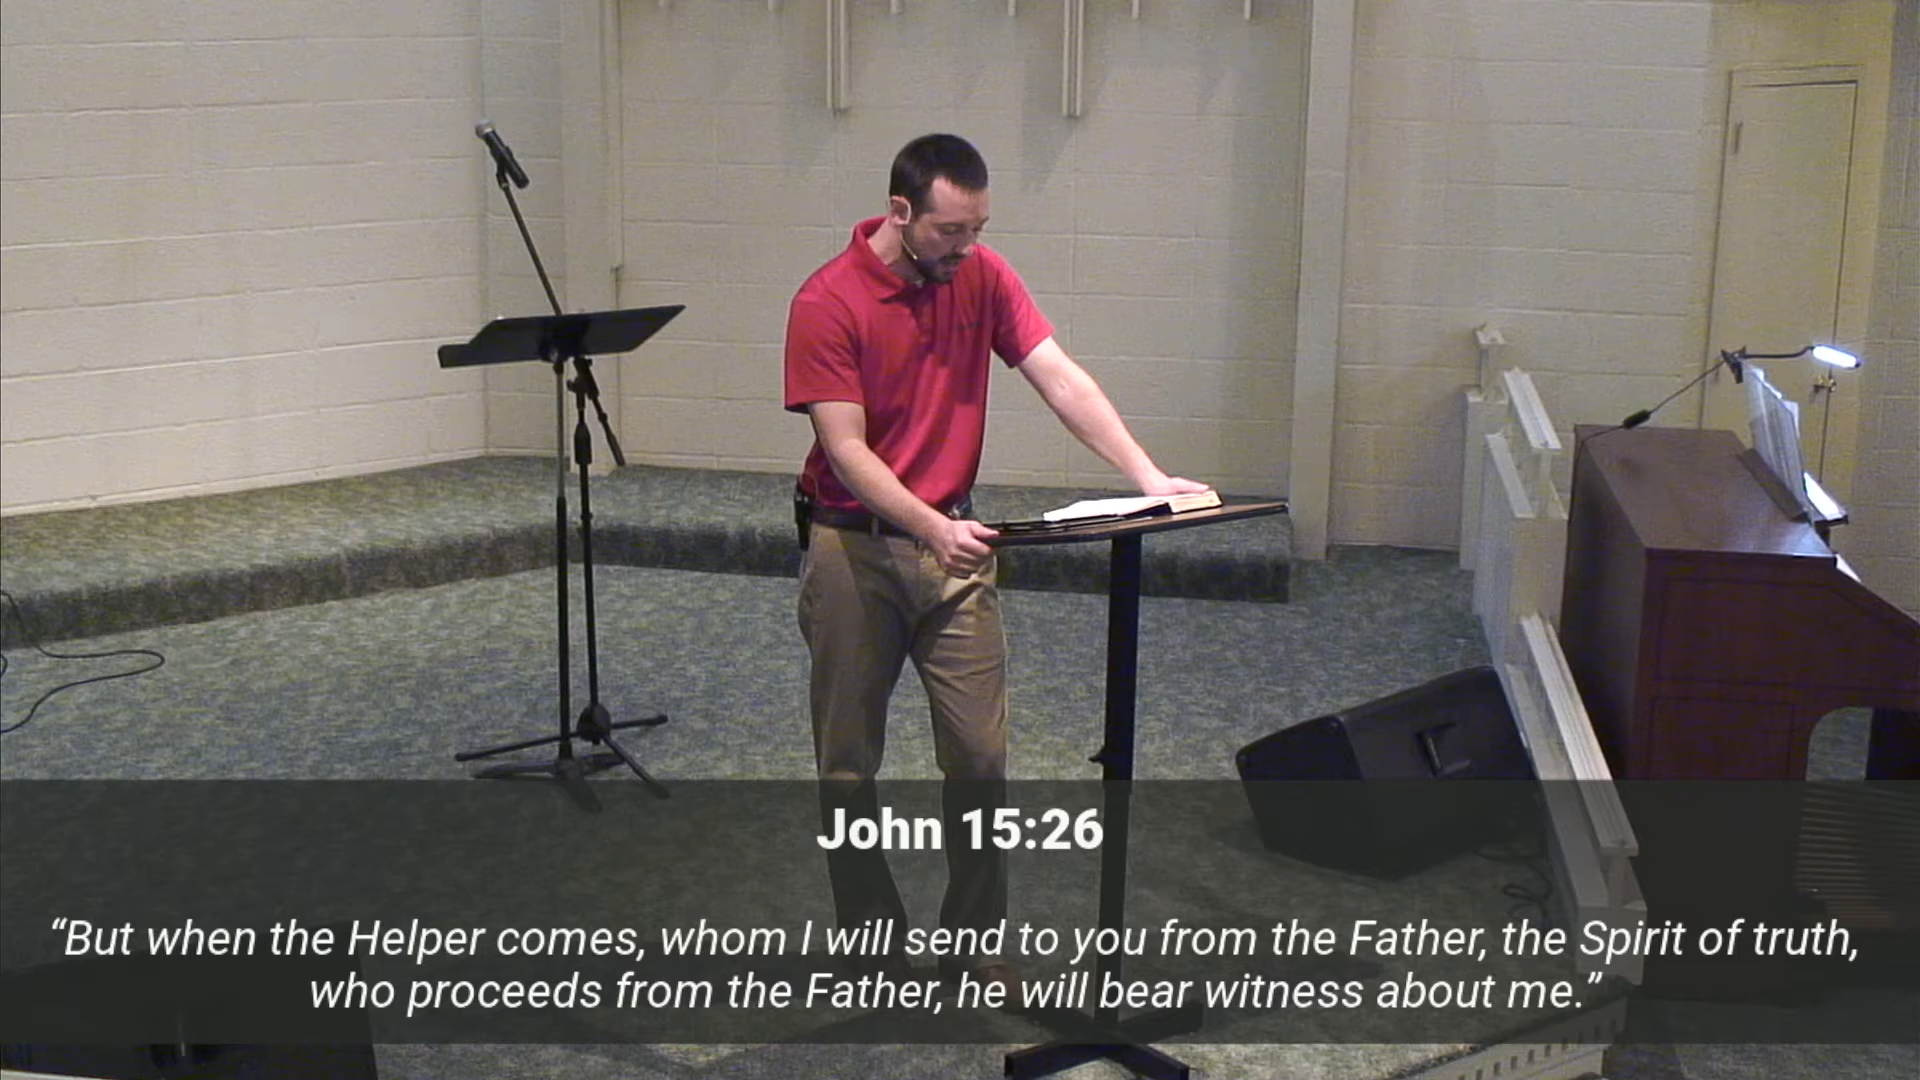 John 15:26
“But when the Helper comes, whom I will send to you from the Father, the Spirit of truth,
who proceeds from the Father, he will bear witness about me.”